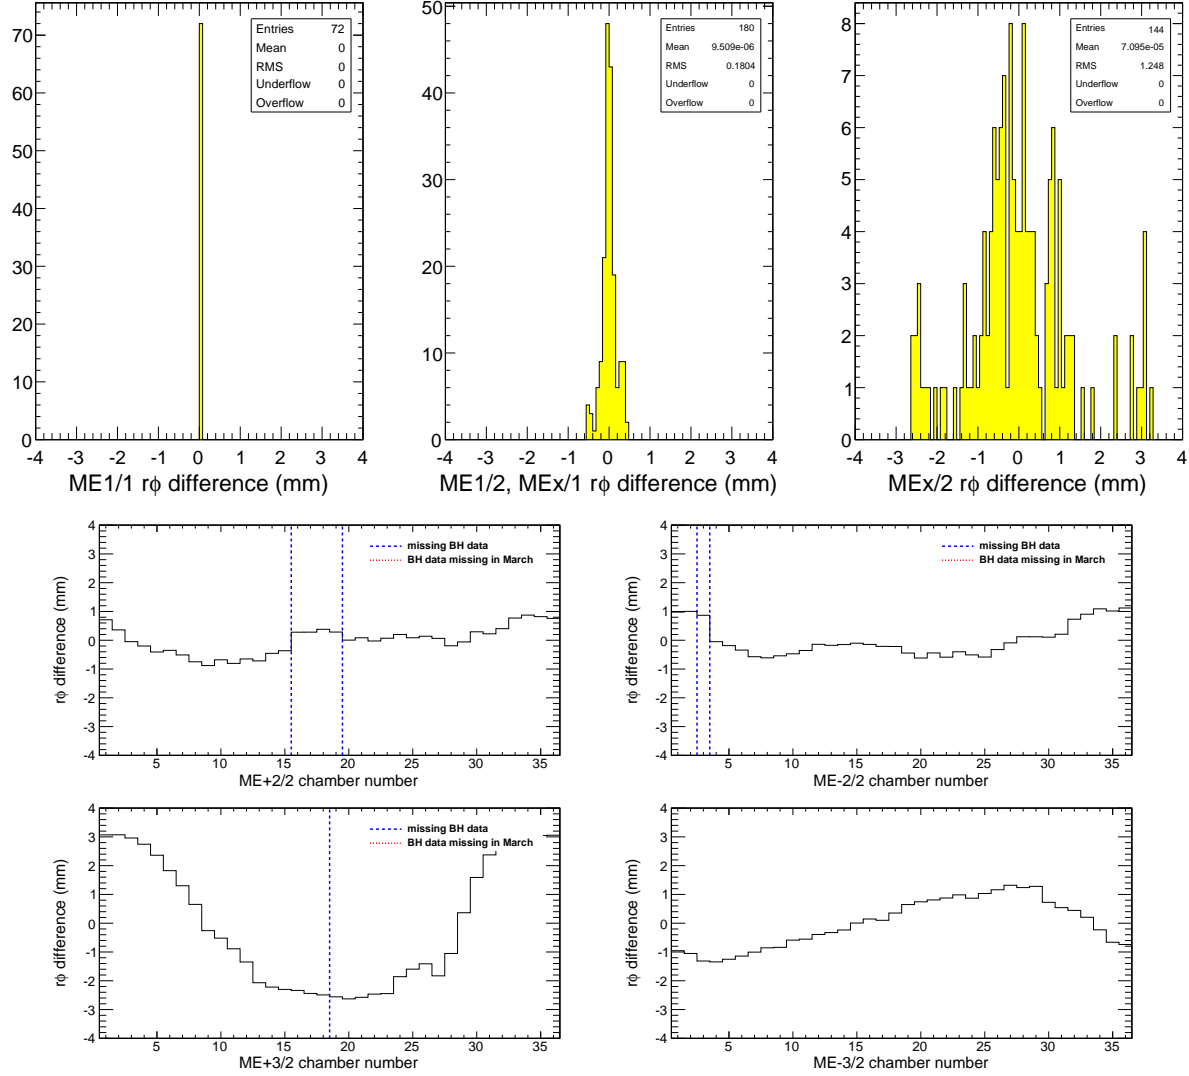 70
60
50
40
30
20
10
0
-4 -3 -2 -1 0 1 2 3 4
ME1/1 rϕ difference (mm)
Entries 72
Mean 0
RMS 0
Underflow 0
Overflow 0
50
40
30
20
10
0
-4 -3 -2 -1 0 1 2 3 4
ME1/2, MEx/1 rϕ difference (mm)
Entries 180
Mean 9.509e-06
RMS 0.1804
Underflow 0
Overflow 0
8
7
6
5
4
3
2
1
0
-4 -3 -2 -1 0 1 2 3 4
MEx/2 rϕ difference (mm)
Entries 144
Mean 7.095e-05
RMS 1.248
Underflow 0
Overflow 0
rϕ difference (mm)
4
3
2
1
0
-1
-2
-3
-4
missing BH data
BH data missing in March
5 10 15 20 25 30 35
ME+2/2 chamber number
rϕ difference (mm)
4
3
2
1
0
-1
-2
-3
-4
missing BH data
BH data missing in March
5 10 15 20 25 30 35
ME-2/2 chamber number
rϕ difference (mm)
4
3
2
1
0
-1
-2
-3
-4
missing BH data
BH data missing in March
5 10 15 20 25 30 35
ME+3/2 chamber number
rϕ difference (mm)
4
3
2
1
0
-1
-2
-3
-4
5 10 15 20 25 30 35
ME-3/2 chamber number